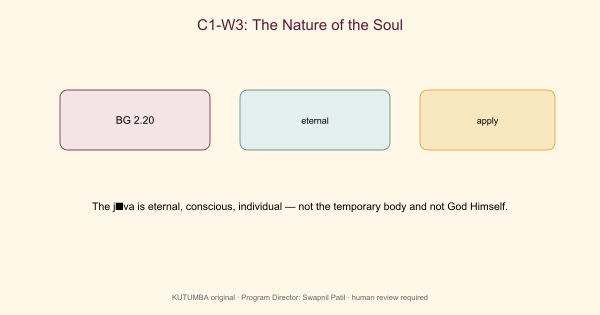 C1-W3: The Nature of the Soul
BG 2.20
eternal
apply
The j■va is eternal, conscious, individual — not the temporary body and not God Himself.
KUTUMBA original · Program Director: Swapnil Patil · human review required